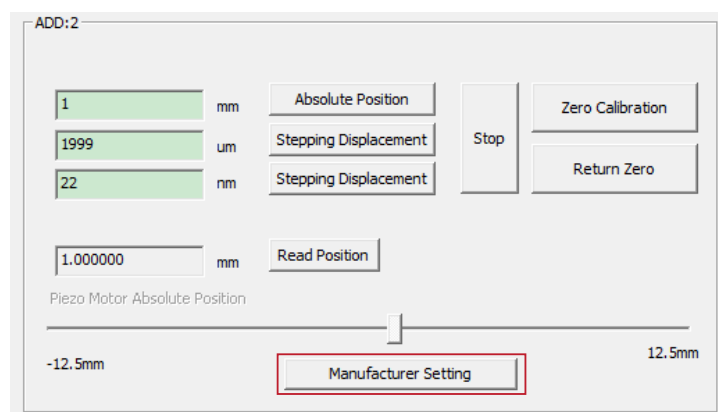 ADD:2
1 mm Absolute Position
1999 um Stepping Displacement
22 nm Stepping Displacement
Stop
Zero Calibration
Return Zero
1.000000 mm Read Position
Piezo Motor Absolute Position
-12.5mm
12.5mm
Manufacturer Setting